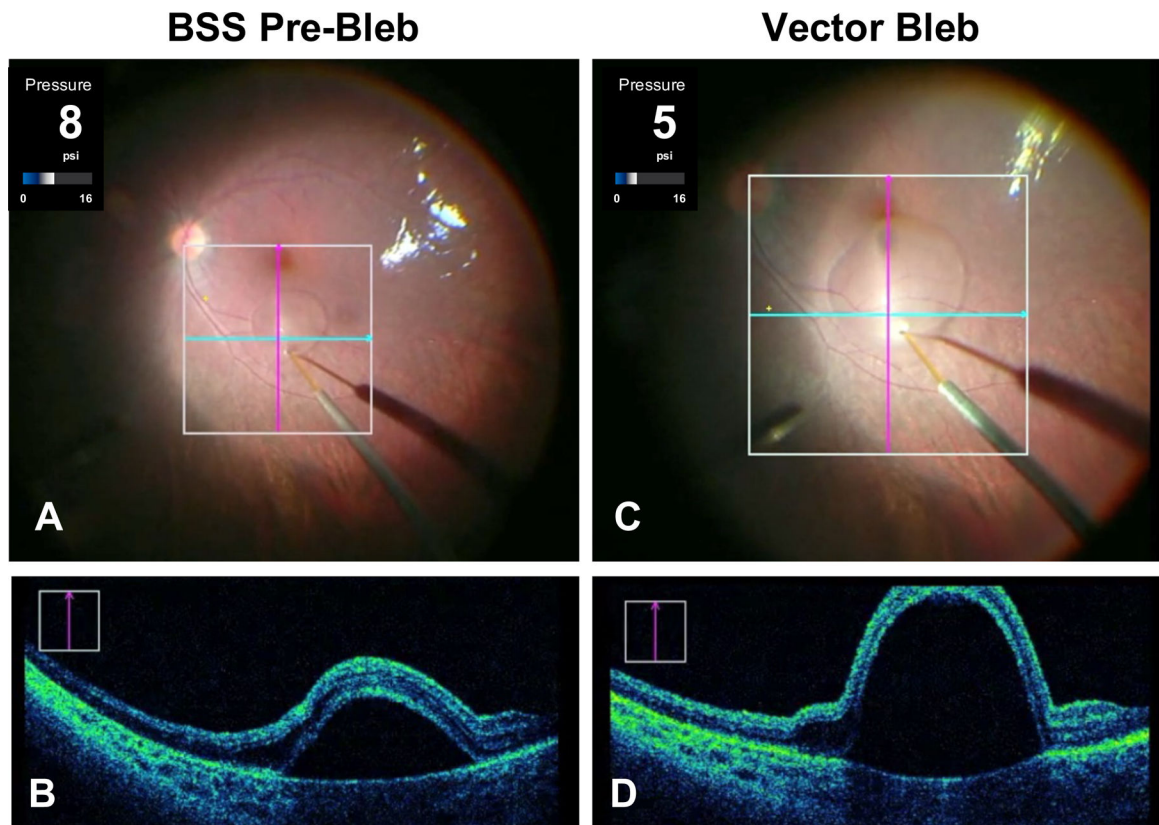 BSS Pre-Bleb
Vector Bleb
Pressure
8
psi
0 16
A
Pressure
5
psi
0 16
C
B
D